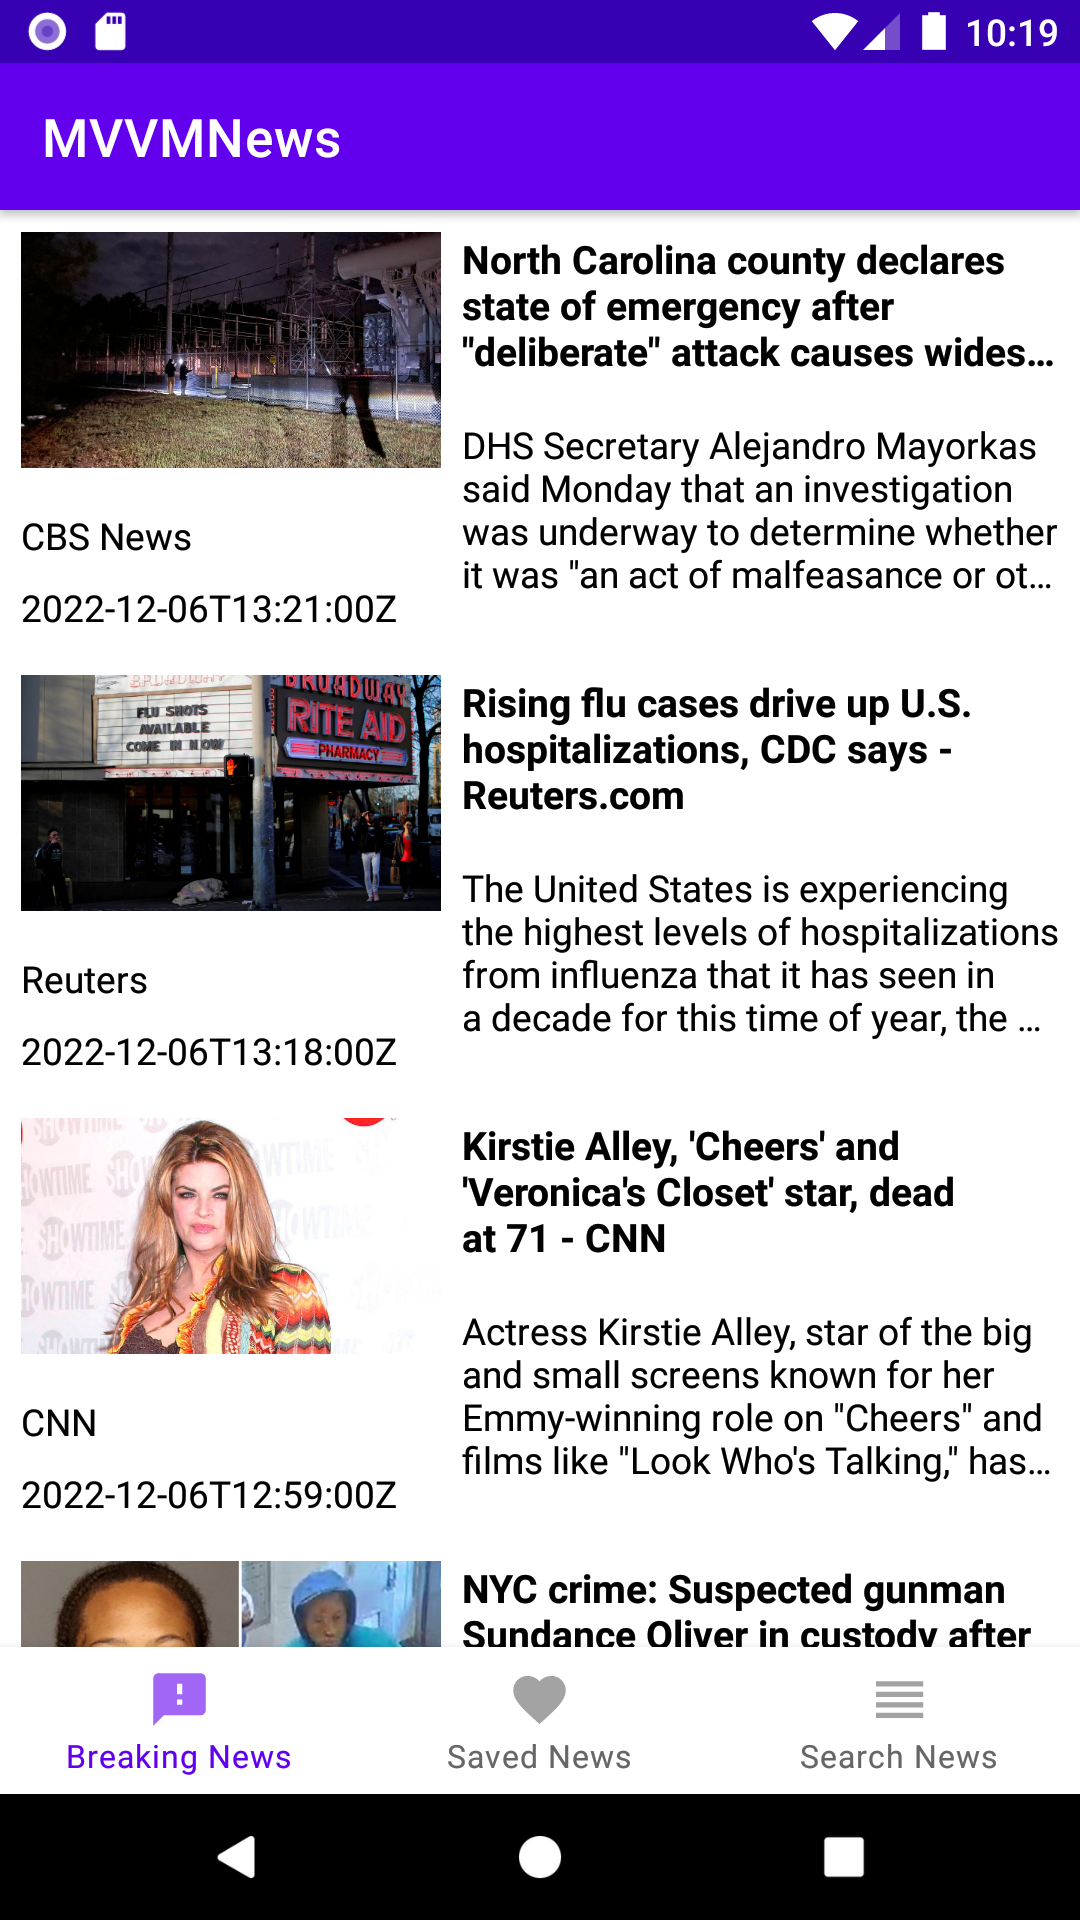 10:19
MVVMNews
North Carolina county declares
state of emergency after
"deliberate" attack causes wides...
DHS Secretary Alejandro Mayorkas
said Monday that an investigation
was underway to determine whether
it was "an act of malfeasance or ot...
CBS News
2022-12-06T13:21:00Z
BROADWAY
FLU SHOTS
AVAILABLE
COME IN NOW
BROADWAY
RITE AID
PHARMACY
Rising flu cases drive up U.S.
hospitalizations, CDC says -
Reuters.com
The United States is experiencing
the highest levels of hospitalizations
from influenza that it has seen in
a decade for this time of year, the ...
Reuters
2022-12-06T13:18:00Z
SHOWTIME
SHOWTIME
Kirstie Alley, 'Cheers' and
'Veronica's Closet' star, dead
at 71 - CNN
Actress Kirstie Alley, star of the big
and small screens known for her
Emmy-winning role on "Cheers" and
films like "Look Who's Talking," has...
CNN
2022-12-06T12:59:00Z
NYC crime: Suspected gunman
Sundance Oliver in custody after
Breaking News
Saved News
Search News